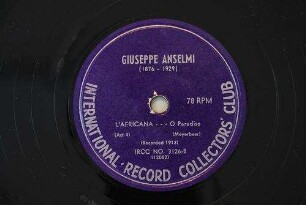 GIUSEPPE ANSELMI
(1876 - 1929)
78 RPM
L'AFRICANA - - - O Paradiso
(Act 4) (Meyerbeer)
(Recorded 1913)
IRCC NO. 3126-B
INTERNATIONAL-RECORD COLLECTORS' CLUB